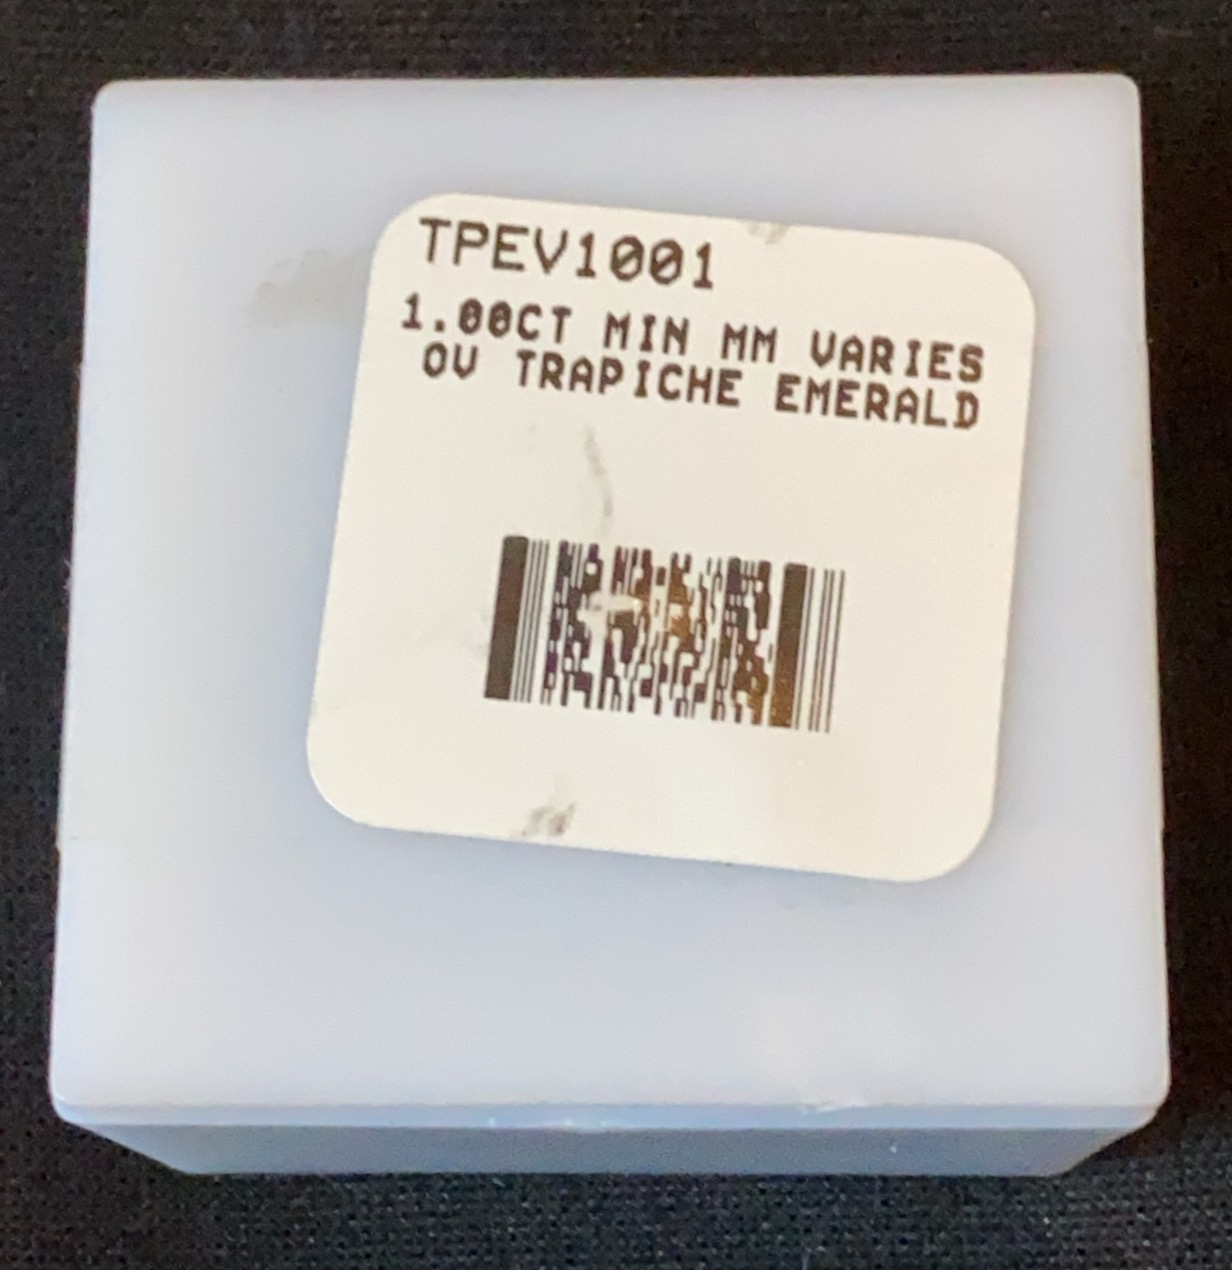 TPEV1001
1.00CT MIN MM VARIES
OV TRAPICHE EMERALD